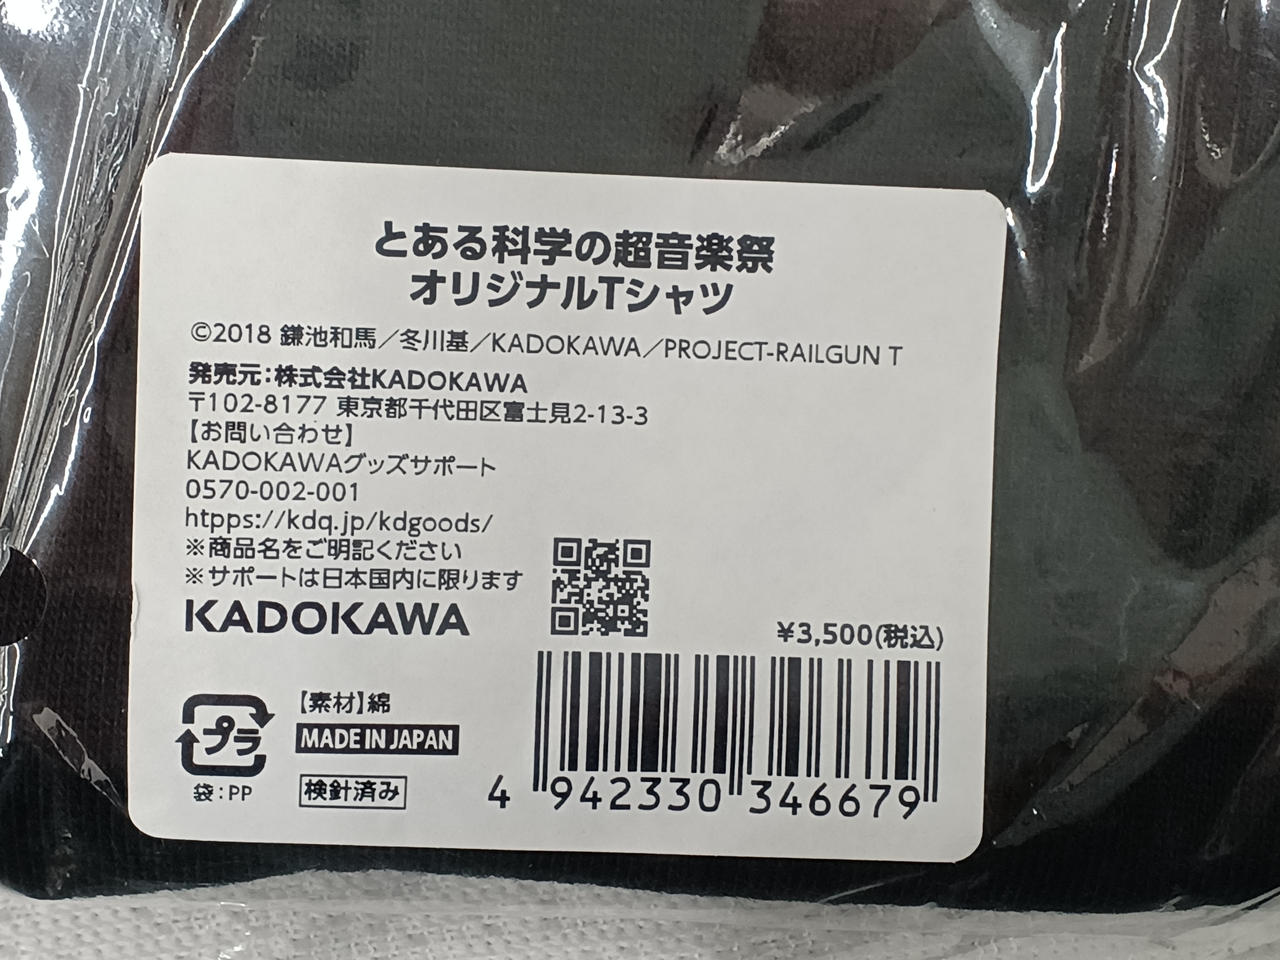 とある科学の超音楽祭
オリジナルTシャツ
©2018 鎌池和馬／冬川基／KADOKAWA／PROJECT-RAILGUN T
発売元：株式会社KADOKAWA
〒102-8177 東京都千代田区富士見2-13-3
【お問い合わせ】
KADOKAWAグッズサポート
0570-002-001
htpps://kdq.jp/kdgoods/
※商品名をご明記ください
※サポートは日本国内に限ります
KADOKAWA
¥3,500(税込)
プラ
袋：PP
【素材】綿
MADE IN JAPAN
検針済み
4 942330 346679